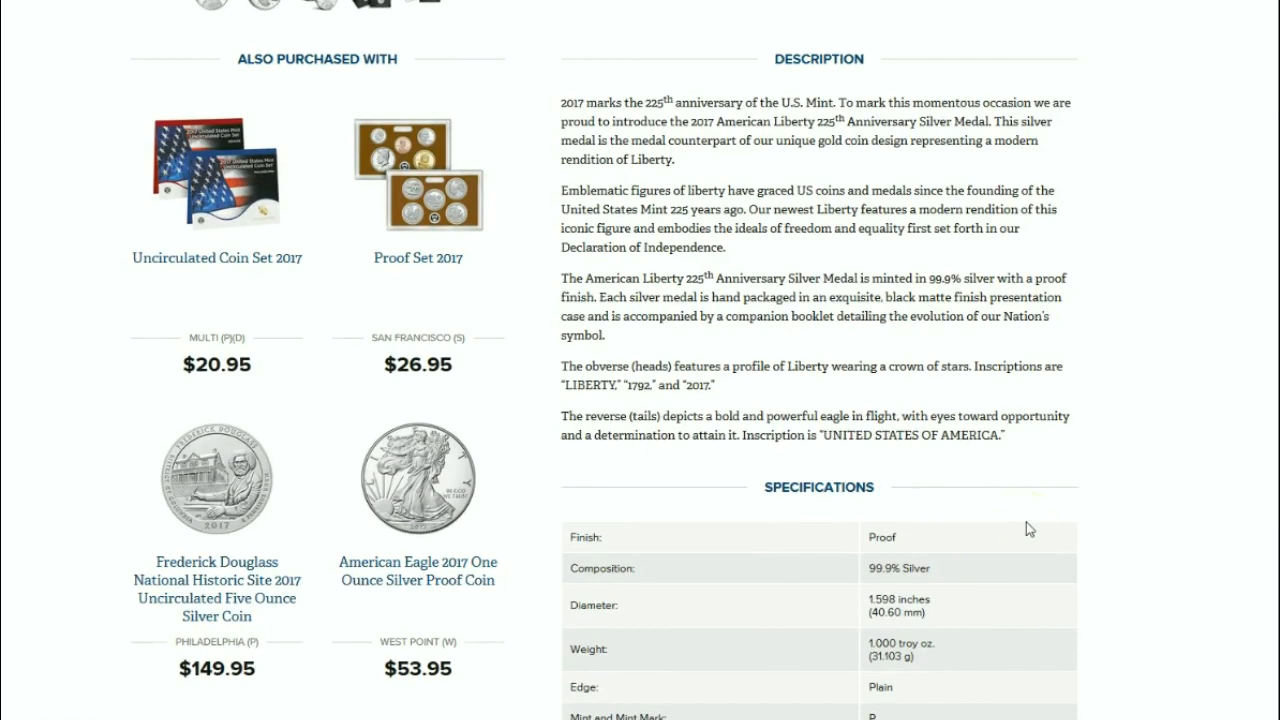 ALSO PURCHASED WITH
Uncirculated Coin Set 2017
MULTI (P)(D)
$20.95
Proof Set 2017
SAN FRANCISCO (S)
$26.95
FREDERICK DOUGLASS
2017
Frederick Douglass
National Historic Site 2017
Uncirculated Five Ounce
Silver Coin
PHILADELPHIA (P)
$149.95
IN GOD
WE TRUST
American Eagle 2017 One
Ounce Silver Proof Coin
WEST POINT (W)
$53.95
DESCRIPTION
2017 marks the 225th anniversary of the U.S. Mint. To mark this momentous occasion we are
proud to introduce the 2017 American Liberty 225th Anniversary Silver Medal. This silver
medal is the medal counterpart of our unique gold coin design representing a modern
rendition of Liberty.
Emblematic figures of liberty have graced US coins and medals since the founding of the
United States Mint 225 years ago. Our newest Liberty features a modern rendition of this
iconic figure and embodies the ideals of freedom and equality first set forth in our
Declaration of Independence.
The American Liberty 225th Anniversary Silver Medal is minted in 99.9% silver with a proof
finish. Each silver medal is hand packaged in an exquisite, black matte finish presentation
case and is accompanied by a companion booklet detailing the evolution of our Nation's
symbol.
The obverse (heads) features a profile of Liberty wearing a crown of stars. Inscriptions are
"LIBERTY," "1792," and "2017."
The reverse (tails) depicts a bold and powerful eagle in flight, with eyes toward opportunity
and a determination to attain it. Inscription is "UNITED STATES OF AMERICA."
SPECIFICATIONS
Finish: Proof
Composition: 99.9% Silver
Diameter: 1.598 inches
(40.60 mm)
Weight: 1.000 troy oz.
(31.103 g)
Edge: Plain
Mint and Mint Mark: P